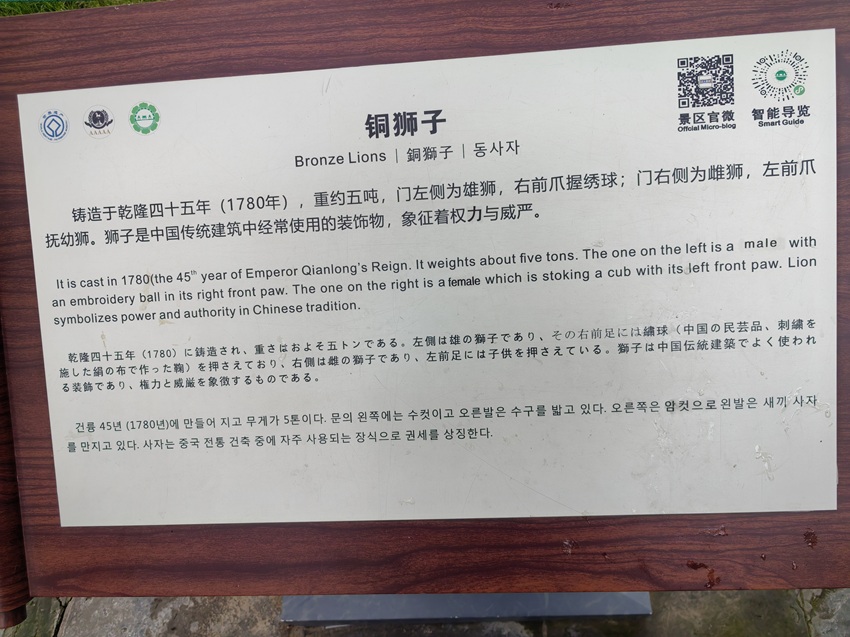 景区官微
Offcial Micro-blog
智能导览
Smart Guide
AAAAA
铜狮子
Bronze Lions | 銅獅子 | 동사자
铸造于乾隆四十五年（1780年），重约五吨，门左侧为雄狮，右前爪握绣球；门右侧为雌狮，左前爪
抚幼狮。狮子是中国传统建筑中经常使用的装饰物，象征着权力与威严。
It is cast in 1780(the 45th year of Emperor Qianlong's Reign. It weights about five tons. The one on the left is a male with
an embroidery ball in its right front paw. The one on the right is a female which is stoking a cub with its left front paw. Lion
symbolizes power and authority in Chinese tradition.
乾隆四十五年（1780）に鋳造され、重さはおよそ五トンである。左側は雄の獅子であり、その右前足には繡球（中国の民芸品、刺繡を
施した絹の布で作った鞠）を押さえており、右側は雌の獅子であり、左前足には子供を押さえている。獅子は中国伝統建築でよく使われ
る装飾であり、権力と威厳を象徴するものである。
건륭 45년 (1780년)에 만들어 지고 무게가 5톤이다. 문의 왼쪽에는 수컷이고 오른발은 수구를 밟고 있다. 오른쪽은 암컷으로 왼발은 새끼 사자
를 만지고 있다. 사자는 중국 전통 건축 중에 자주 사용되는 장식으로 권세를 상징한다.